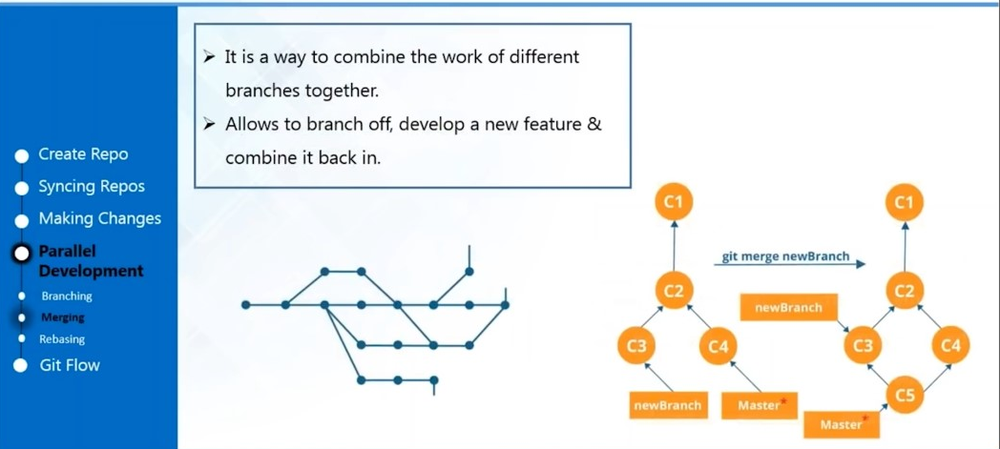 ➢ It is a way to combine the work of different
branches together.
➢ Allows to branch off, develop a new feature &
combine it back in.
Create Repo
Syncing Repos
Making Changes
Parallel
Development
Branching
Merging
Rebasing
Git Flow
C1
C2
C3
C4
newBranch
Master*
git merge newBranch
C1
C2
newBranch
C3
C4
C5
Master*